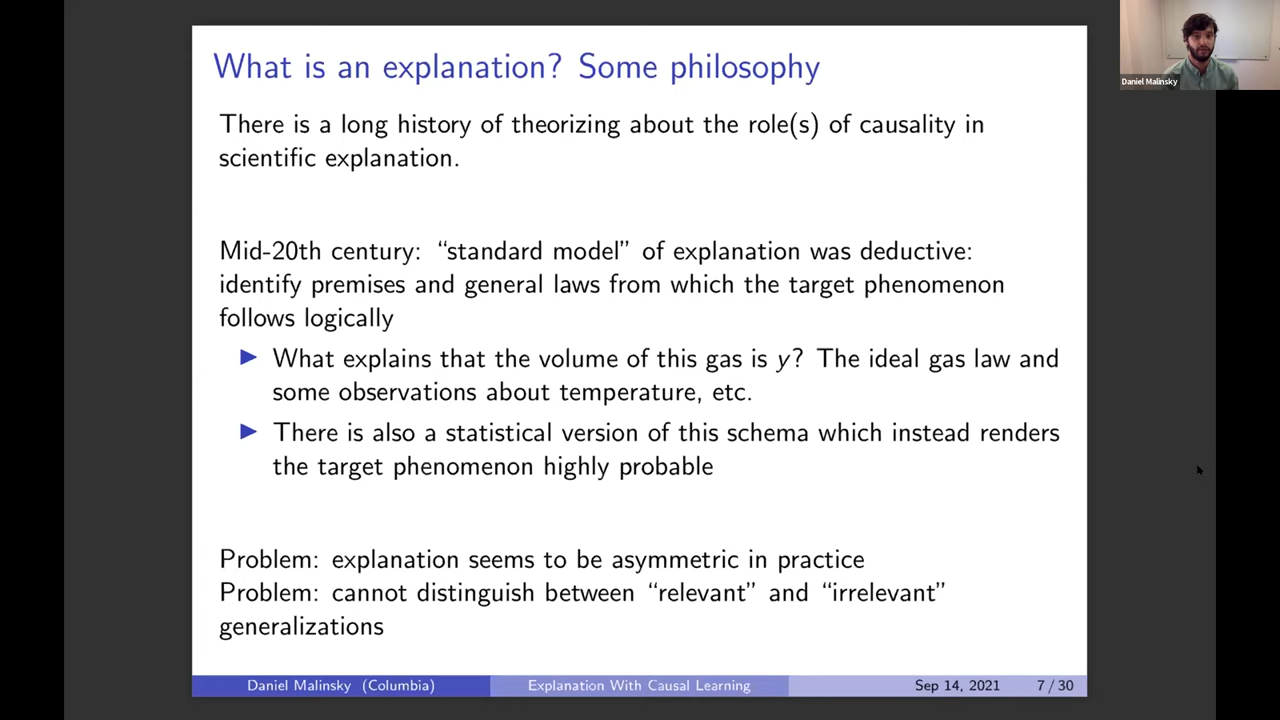 What is an explanation? Some philosophy
There is a long history of theorizing about the role(s) of causality in
scientific explanation.
Mid-20th century: “standard model” of explanation was deductive:
identify premises and general laws from which the target phenomenon
follows logically
What explains that the volume of this gas is y? The ideal gas law and
some observations about temperature, etc.
There is also a statistical version of this schema which instead renders
the target phenomenon highly probable
Problem: explanation seems to be asymmetric in practice
Problem: cannot distinguish between “relevant” and “irrelevant”
generalizations
Daniel Malinsky (Columbia) Explanation With Causal Learning Sep 14, 2021 7 / 30
Daniel Malinsky